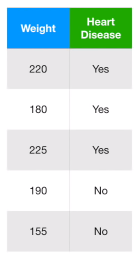 Weight Heart Disease
220 Yes
180 Yes
225 Yes
190 No
155 No